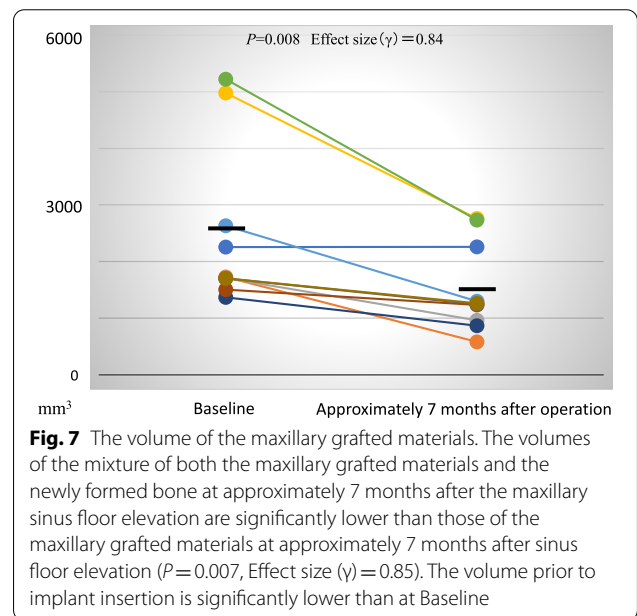 6000
P=0.008 Effect size(γ)=0.84
3000
0
mm³ Baseline Approximately 7 months after operation
Fig. 7 The volume of the maxillary grafted materials. The volumes
of the mixture of both the maxillary grafted materials and the
newly formed bone at approximately 7 months after the maxillary
sinus floor elevation are significantly lower than those of the
maxillary grafted materials at approximately 7 months after sinus
floor elevation (P = 0.007, Effect size (γ) = 0.85). The volume prior to
implant insertion is significantly lower than at Baseline